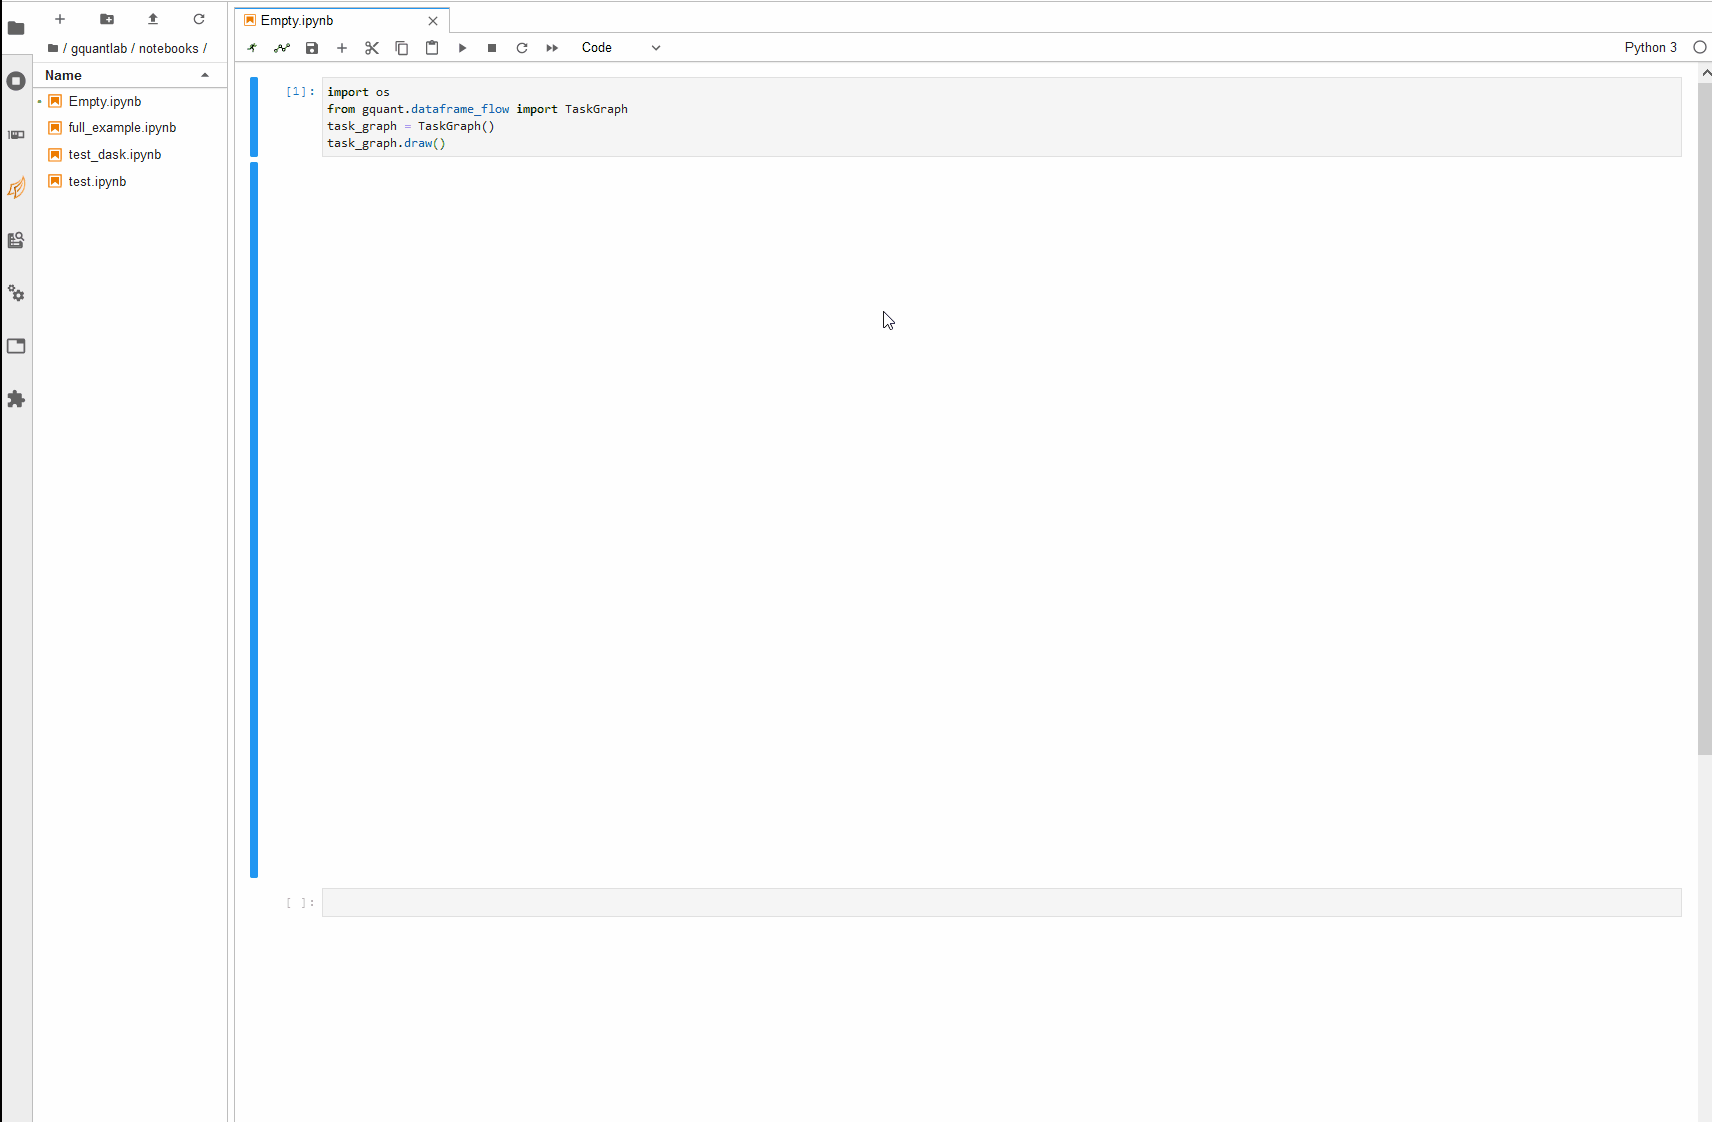 / gquantlab / notebooks /
Name
Empty.ipynb
full_example.ipynb
test_dask.ipynb
test.ipynb
Empty.ipynb
Code
Python 3
[1]:
import os
from gquant.dataframe_flow import TaskGraph
task_graph = TaskGraph()
task_graph.draw()
[ ]: